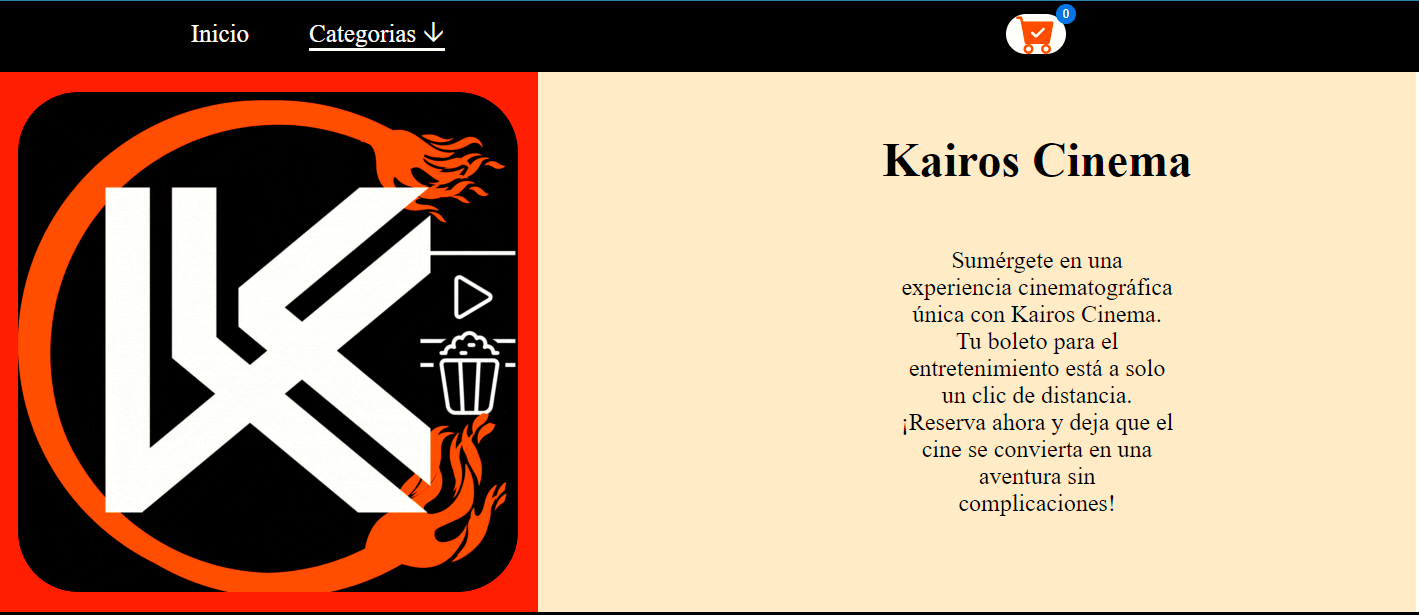 Inicio
Categorias ↓
0
Kairos Cinema
Sumérgete en una
experiencia cinematográfica
única con Kairos Cinema.
Tu boleto para el
entretenimiento está a solo
un clic de distancia.
¡Reserva ahora y deja que el
cine se convierta en una
aventura sin
complicaciones!